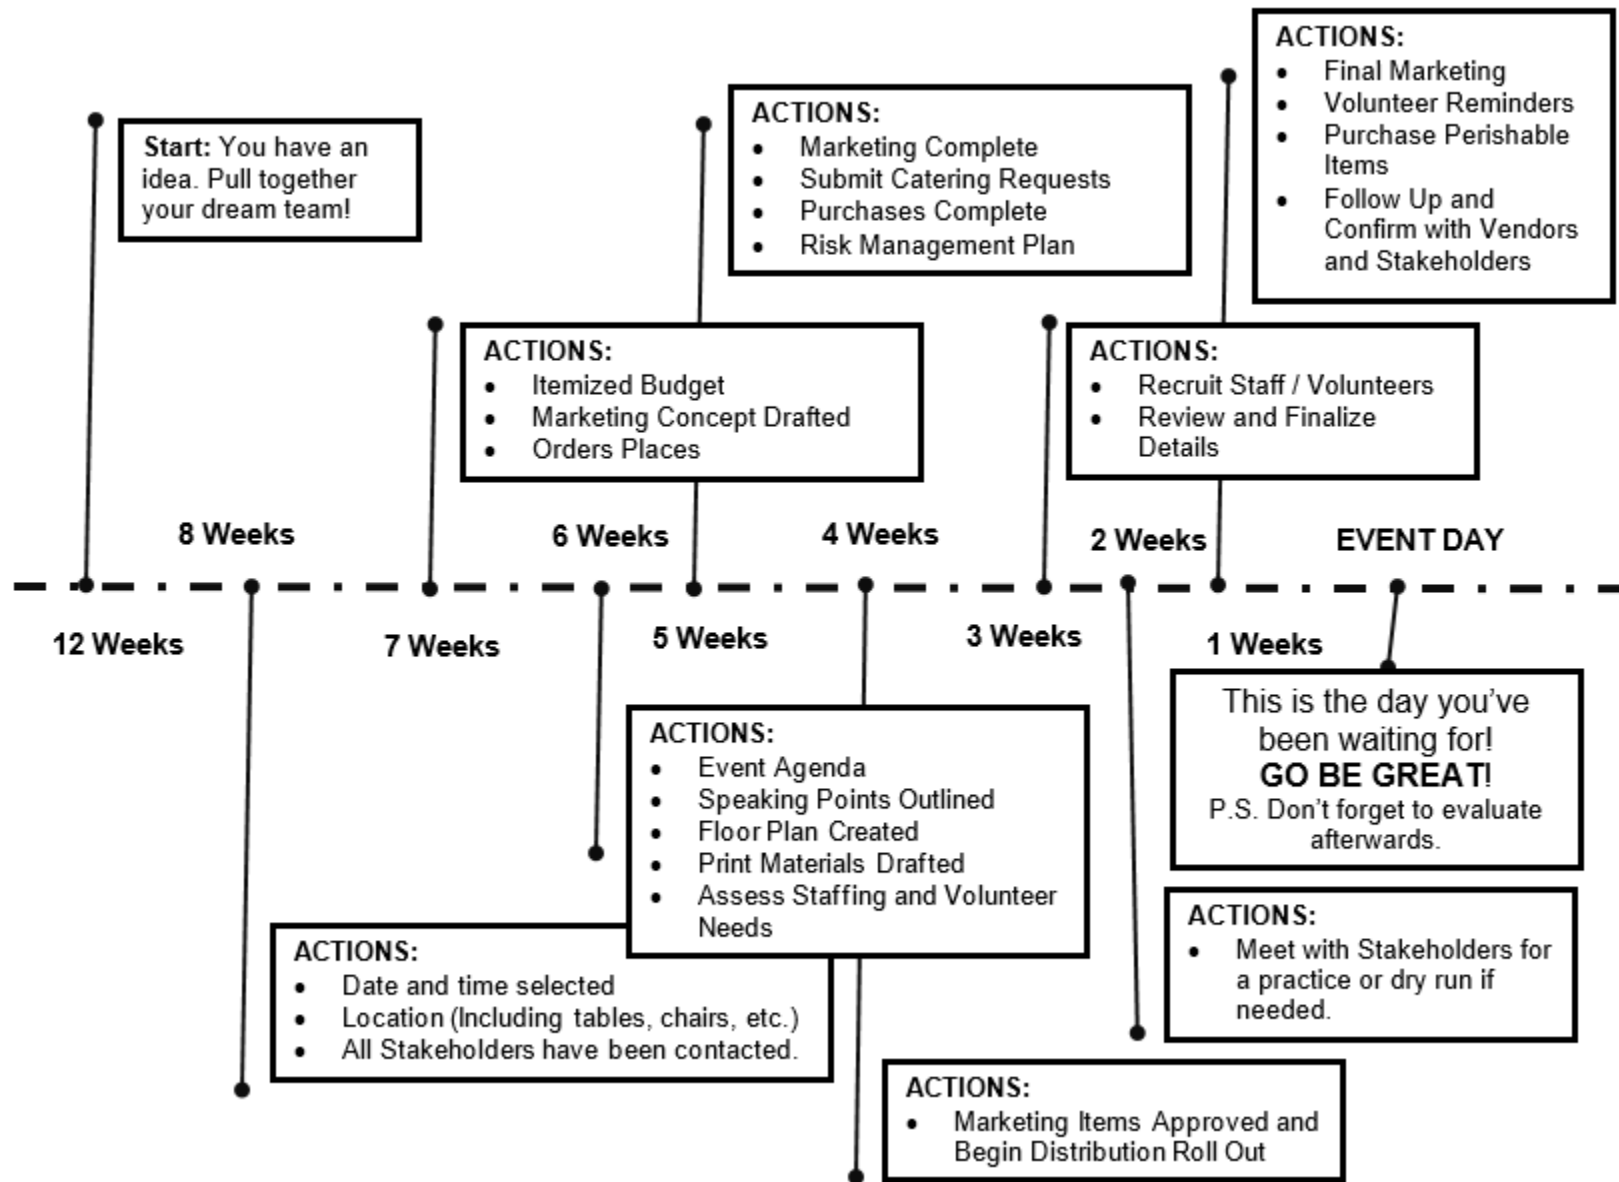 Start: You have an
idea. Pull together
your dream team!
ACTIONS:
• Marketing Complete
• Submit Catering Requests
• Purchases Complete
• Risk Management Plan
ACTIONS:
• Final Marketing
• Volunteer Reminders
• Purchase Perishable
Items
• Follow Up and
Confirm with Vendors
and Stakeholders
ACTIONS:
• Itemized Budget
• Marketing Concept Drafted
• Orders Places
ACTIONS:
• Recruit Staff / Volunteers
• Review and Finalize
Details
8 Weeks
6 Weeks
4 Weeks
2 Weeks
EVENT DAY
12 Weeks
7 Weeks
5 Weeks
3 Weeks
1 Weeks
This is the day you’ve
been waiting for!
GO BE GREAT!
P.S. Don’t forget to evaluate
afterwards.
ACTIONS:
• Event Agenda
• Speaking Points Outlined
• Floor Plan Created
• Print Materials Drafted
• Assess Staffing and Volunteer
Needs
ACTIONS:
• Date and time selected
• Location (Including tables, chairs, etc.)
• All Stakeholders have been contacted.
ACTIONS:
• Meet with Stakeholders for
a practice or dry run if
needed.
ACTIONS:
• Marketing Items Approved and
Begin Distribution Roll Out